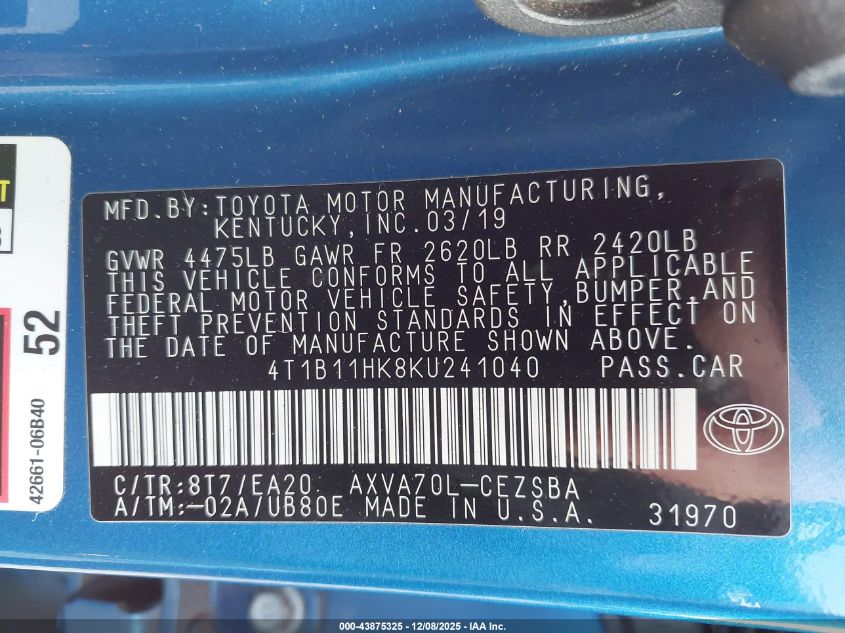 T
3
52
42661-06B40
MFD.BY:TOYOTA MOTOR MANUFACTURING,
KENTUCKY,INC.03/19
GVWR 4475LB GAWR FR 2620LB RR 2420LB
THIS VEHICLE CONFORMS TO ALL APPLICABLE
FEDERAL MOTOR VEHICLE SAFETY,BUMPER,AND
THEFT PREVENTION STANDARDS IN EFFECT ON
THE DATE OF MANUFACTURE SHOWN ABOVE.
4T1B11HK8KU241040 PASS.CAR
C/TR:8T7/EA20. AXVA70L-CEZSBA
A/TM:-02A/UB80E MADE IN U.S.A. 31970
000-43875325 - 12/08/2025 - IAA Inc.